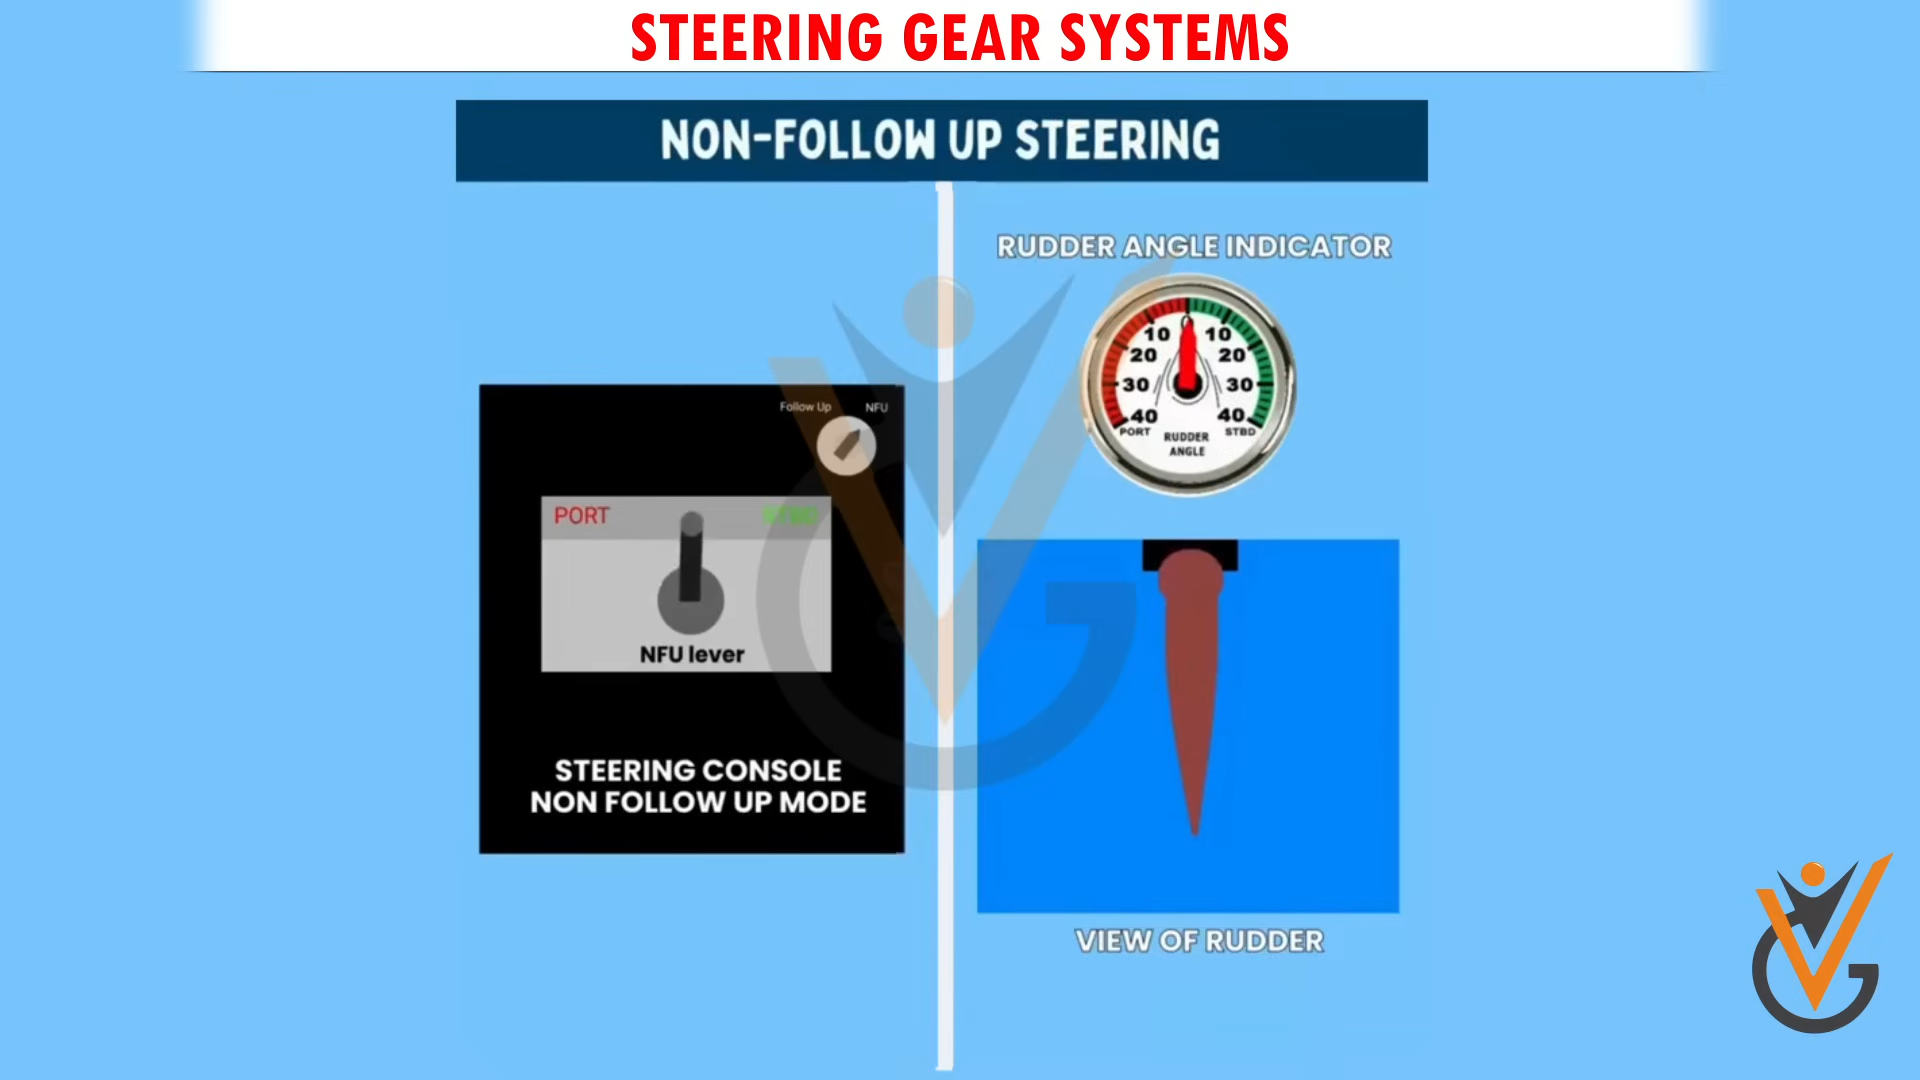 STEERING GEAR SYSTEMS
NON-FOLLOW UP STEERING
RUDDER ANGLE INDICATOR
10 10
20 20
30 30
40 40
PORT STBD
RUDDER
ANGLE
Follow Up NFU
PORT STBD
NFU lever
STEERING CONSOLE
NON FOLLOW UP MODE
VIEW OF RUDDER